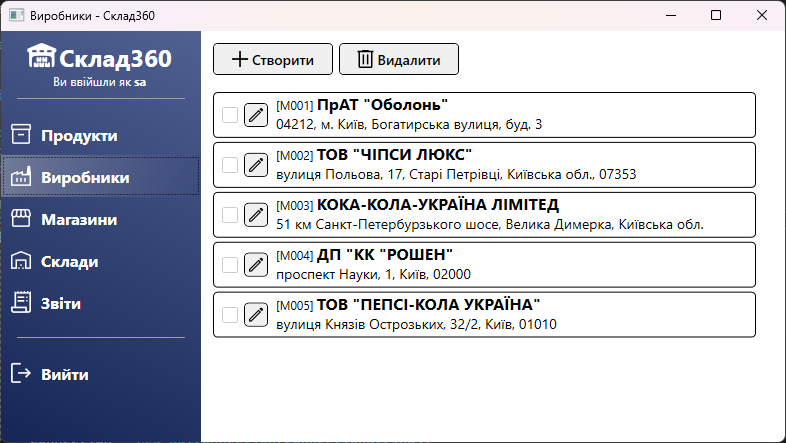 Виробники - Склад360
Склад360
Ви ввійшли як sa
Продукти
Виробники
Магазини
Склади
Звіти
Вийти
Створити
Видалити
[M001] ПрАТ "Оболонь"
04212, м. Київ, Богатирська вулиця, буд. 3
[M002] ТОВ "ЧІПСИ ЛЮКС"
вулиця Польова, 17, Старі Петрівці, Київська обл., 07353
[M003] КОКА-КОЛА-УКРАЇНА ЛІМІТЕД
51 км Санкт-Петербурзького шосе, Велика Димерка, Київська обл.
[M004] ДП "КК "РОШЕН"
проспект Науки, 1, Київ, 02000
[M005] ТОВ "ПЕПСІ-КОЛА УКРАЇНА"
вулиця Князів Острозьких, 32/2, Київ, 01010